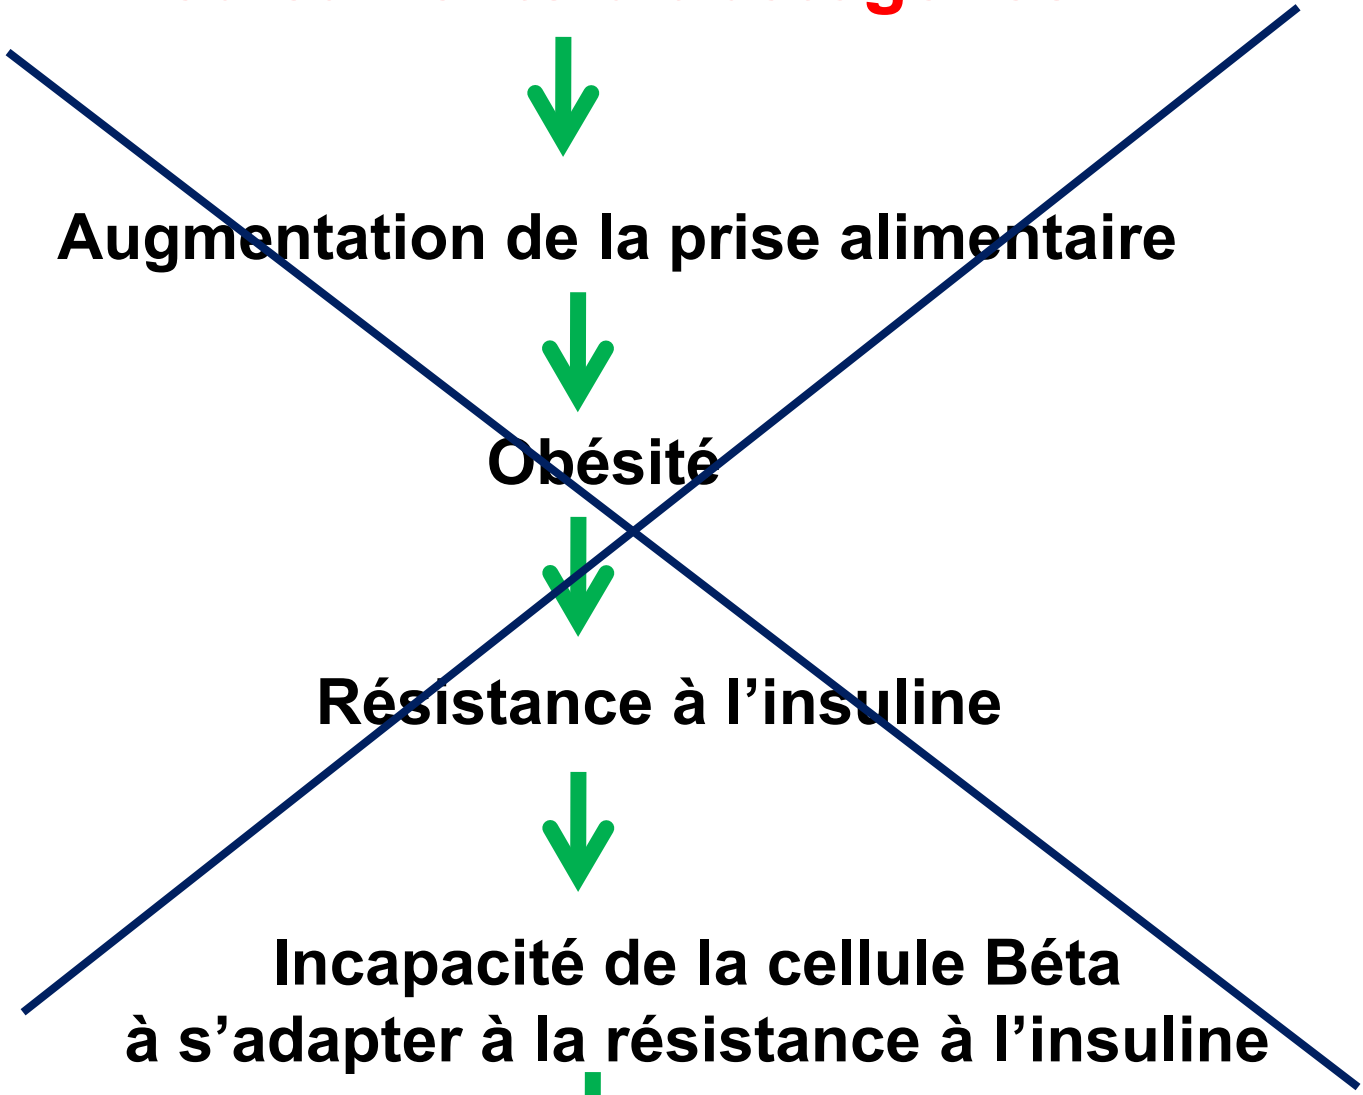 Augmentation de la prise alimentaire
Obésité
Résistance à l’insuline
Incapacité de la cellule Béta
à s’adapter à la résistance à l’insuline